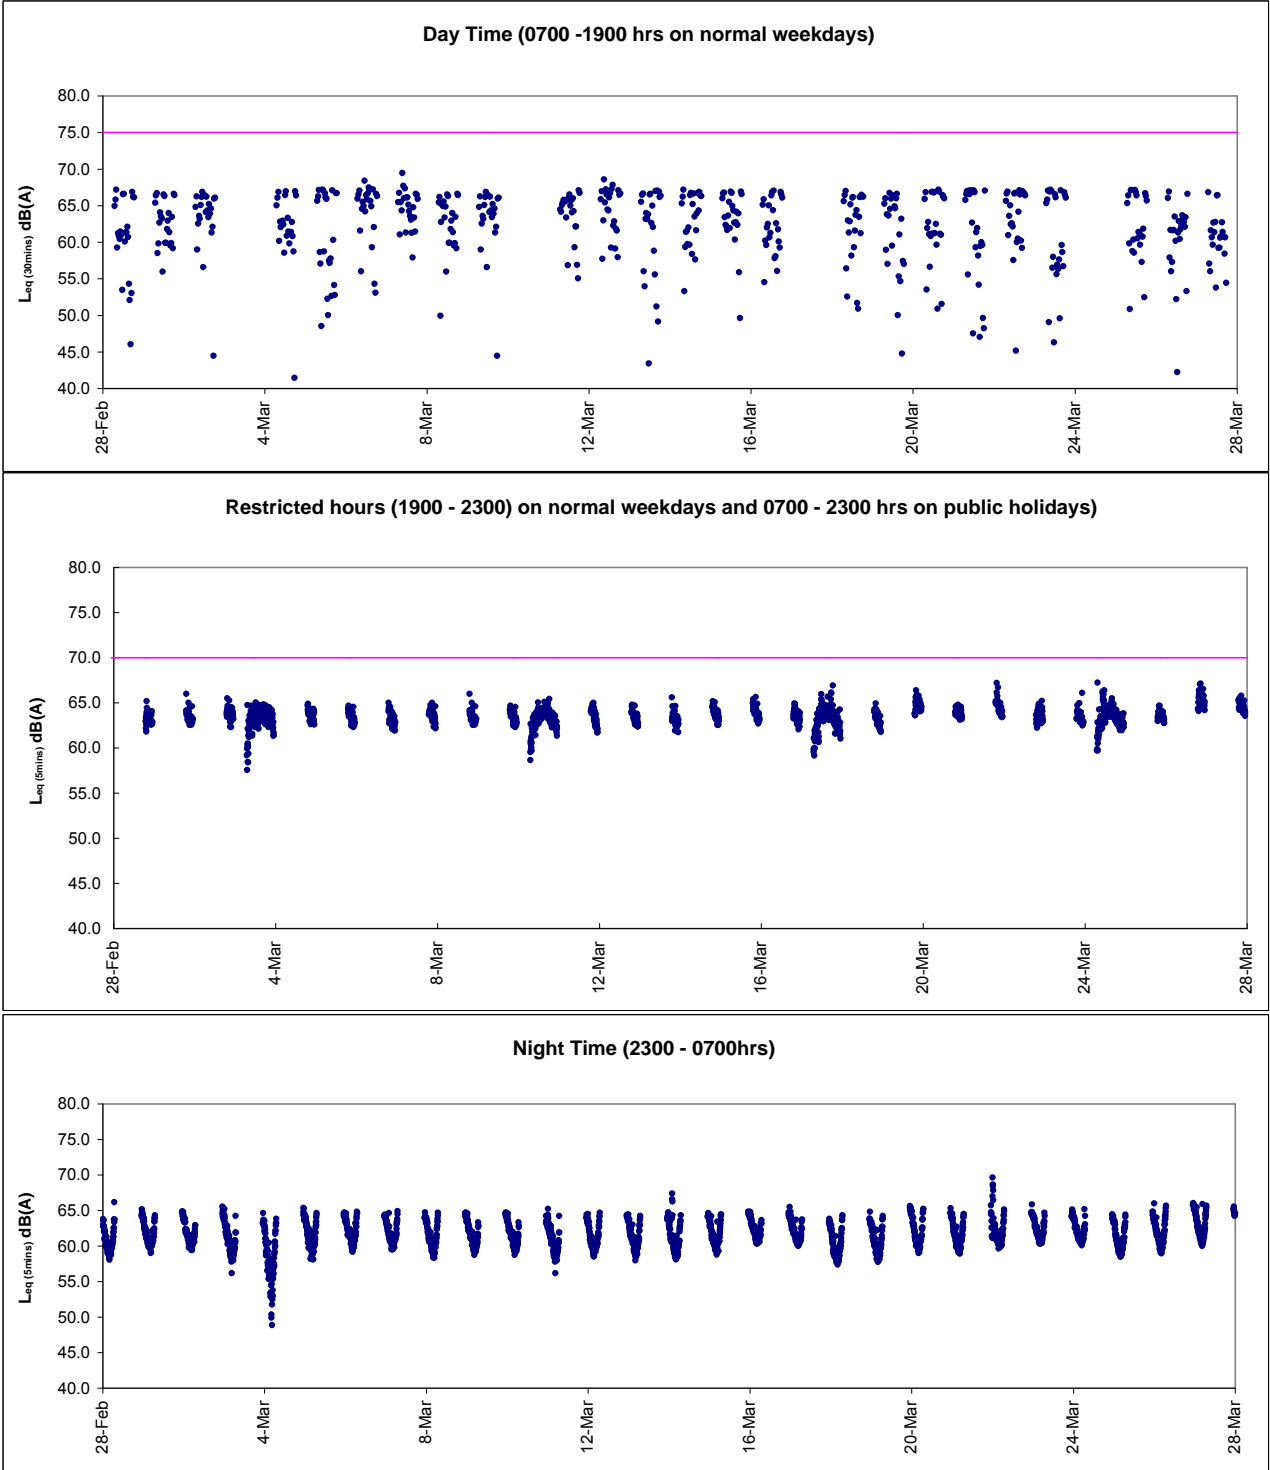 Day Time (0700 -1900 hrs on normal weekdays)
80.0
75.0
70.0
65.0
60.0
55.0
50.0
45.0
40.0
Leq (30mins) dB(A)
28-Feb
4-Mar
8-Mar
12-Mar
16-Mar
20-Mar
24-Mar
28-Mar
Restricted hours (1900 - 2300) on normal weekdays and 0700 - 2300 hrs on public holidays)
80.0
75.0
70.0
65.0
60.0
55.0
50.0
45.0
40.0
Leq (5mins) dB(A)
28-Feb
4-Mar
8-Mar
12-Mar
16-Mar
20-Mar
24-Mar
28-Mar
Night Time (2300 - 0700hrs)
80.0
75.0
70.0
65.0
60.0
55.0
50.0
45.0
40.0
Leq (5mins) dB(A)
28-Feb
4-Mar
8-Mar
12-Mar
16-Mar
20-Mar
24-Mar
28-Mar